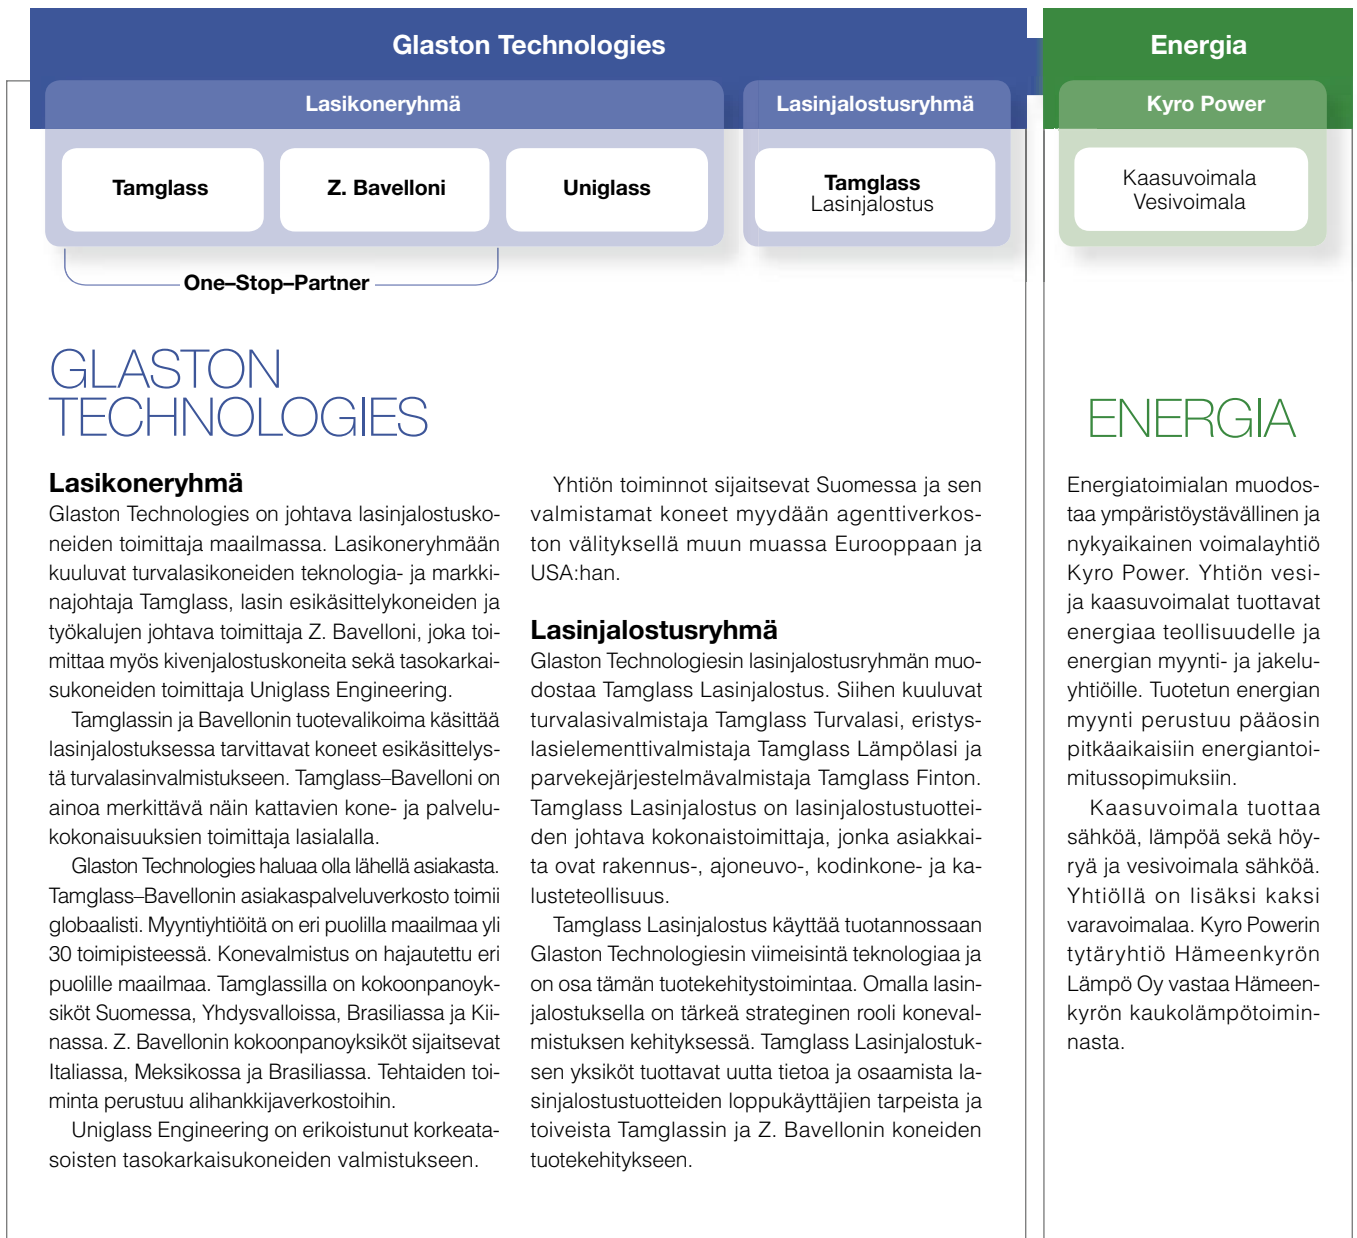 Glaston Technologies
Energia
Lasikoneryhmä
Lasinjalostusryhmä
Kyro Power
Tamglass
Z. Bavelloni
Uniglass
Tamglass
Lasinjalostus
Kaasuvoimala
Vesivoimala
One–Stop–Partner
GLASTON
TECHNOLOGIES
Lasikoneryhmä
Glaston Technologies on johtava lasinjalostusko-
neiden toimittaja maailmassa. Lasikoneryhmään
kuuluvat turvalasikoneiden teknologia- ja markki-
najohtaja Tamglass, lasin esikäsittelykoneiden ja
työkalujen johtava toimittaja Z. Bavelloni, joka toi-
mittaa myös kivenjalostuskoneita sekä tasokarkai-
sukoneiden toimittaja Uniglass Engineering.
Tamglassin ja Bavellonin tuotevalikoima käsittää
lasinjalostuksessa tarvittavat koneet esikäsittelys-
tä turvalasinvalmistukseen. Tamglass–Bavelloni on
ainoa merkittävä näin kattavien kone- ja palvelu-
kokonaisuuksien toimittaja lasialalla.
Glaston Technologies haluaa olla lähellä asiakasta.
Tamglass–Bavellonin asiakaspalveluverkosto toimii
globaalisti. Myyntiyhtiöitä on eri puolilla maailmaa yli
30 toimipisteessä. Konevalmistus on hajautettu eri
puolille maailmaa. Tamglassilla on kokoonpanoyk-
siköt Suomessa, Yhdysvalloissa, Brasiliassa ja Kii-
nassa. Z. Bavellonin kokoonpanoyksiköt sijaitsevat
Italiassa, Meksikossa ja Brasiliassa. Tehtaiden toi-
minta perustuu alihankkijaverkostoihin.
Uniglass Engineering on erikoistunut korkeata-
soisten tasokarkaisukoneiden valmistukseen.
Yhtiön toiminnot sijaitsevat Suomessa ja sen
valmistamat koneet myydään agenttiverkos-
ton välityksellä muun muassa Eurooppaan ja
USA:han.
Lasinjalostusryhmä
Glaston Technologiesin lasinjalostusryhmän muo-
dostaa Tamglass Lasinjalostus. Siihen kuuluvat
turvalasivalmistaja Tamglass Turvalasi, eristys-
lasielementtivalmistaja Tamglass Lämpölasi ja
parvekejärjestelmävalmistaja Tamglass Finton.
Tamglass Lasinjalostus on lasinjalostustuottei-
den johtava kokonaistoimittaja, jonka asiakkai-
ta ovat rakennus-, ajoneuvo-, kodinkone- ja ka-
lusteteollisuus.
Tamglass Lasinjalostus käyttää tuotannossaan
Glaston Technologiesin viimeisintä teknologiaa ja
on osa tämän tuotekehitystoimintaa. Omalla lasin-
jalostuksella on tärkeä strateginen rooli koneval-
mistuksen kehityksessä. Tamglass Lasinjalostuk-
sen yksiköt tuottavat uutta tietoa ja osaamista la-
sinjalostustuotteiden loppukäyttäjien tarpeista ja
toiveista Tamglassin ja Z. Bavellonin koneiden
tuotekehitykseen.
ENERGIA
Energiatoimialan muodos-
taa ympäristöystävällinen ja
nykyaikainen voimalayhtiö
Kyro Power. Yhtiön vesi-
ja kaasuvoimalat tuottavat
energiaa teollisuudelle ja
energian myynti- ja jakelu-
yhtiöille. Tuotetun energian
myynti perustuu pääosin
pitkäaikaisiin energiantoi-
mitussopimuksiin.
Kaasuvoimala tuottaa
sähköä, lämpöä sekä höy-
ryä ja vesivoimala sähköä.
Yhtiöllä on lisäksi kaksi
varavoimalaa. Kyro Powerin
tytäryhtiö Hämeenkyrön
Lämpö Oy vastaa Hämeen-
kyrön kaukolämpötoimin-
nasta.